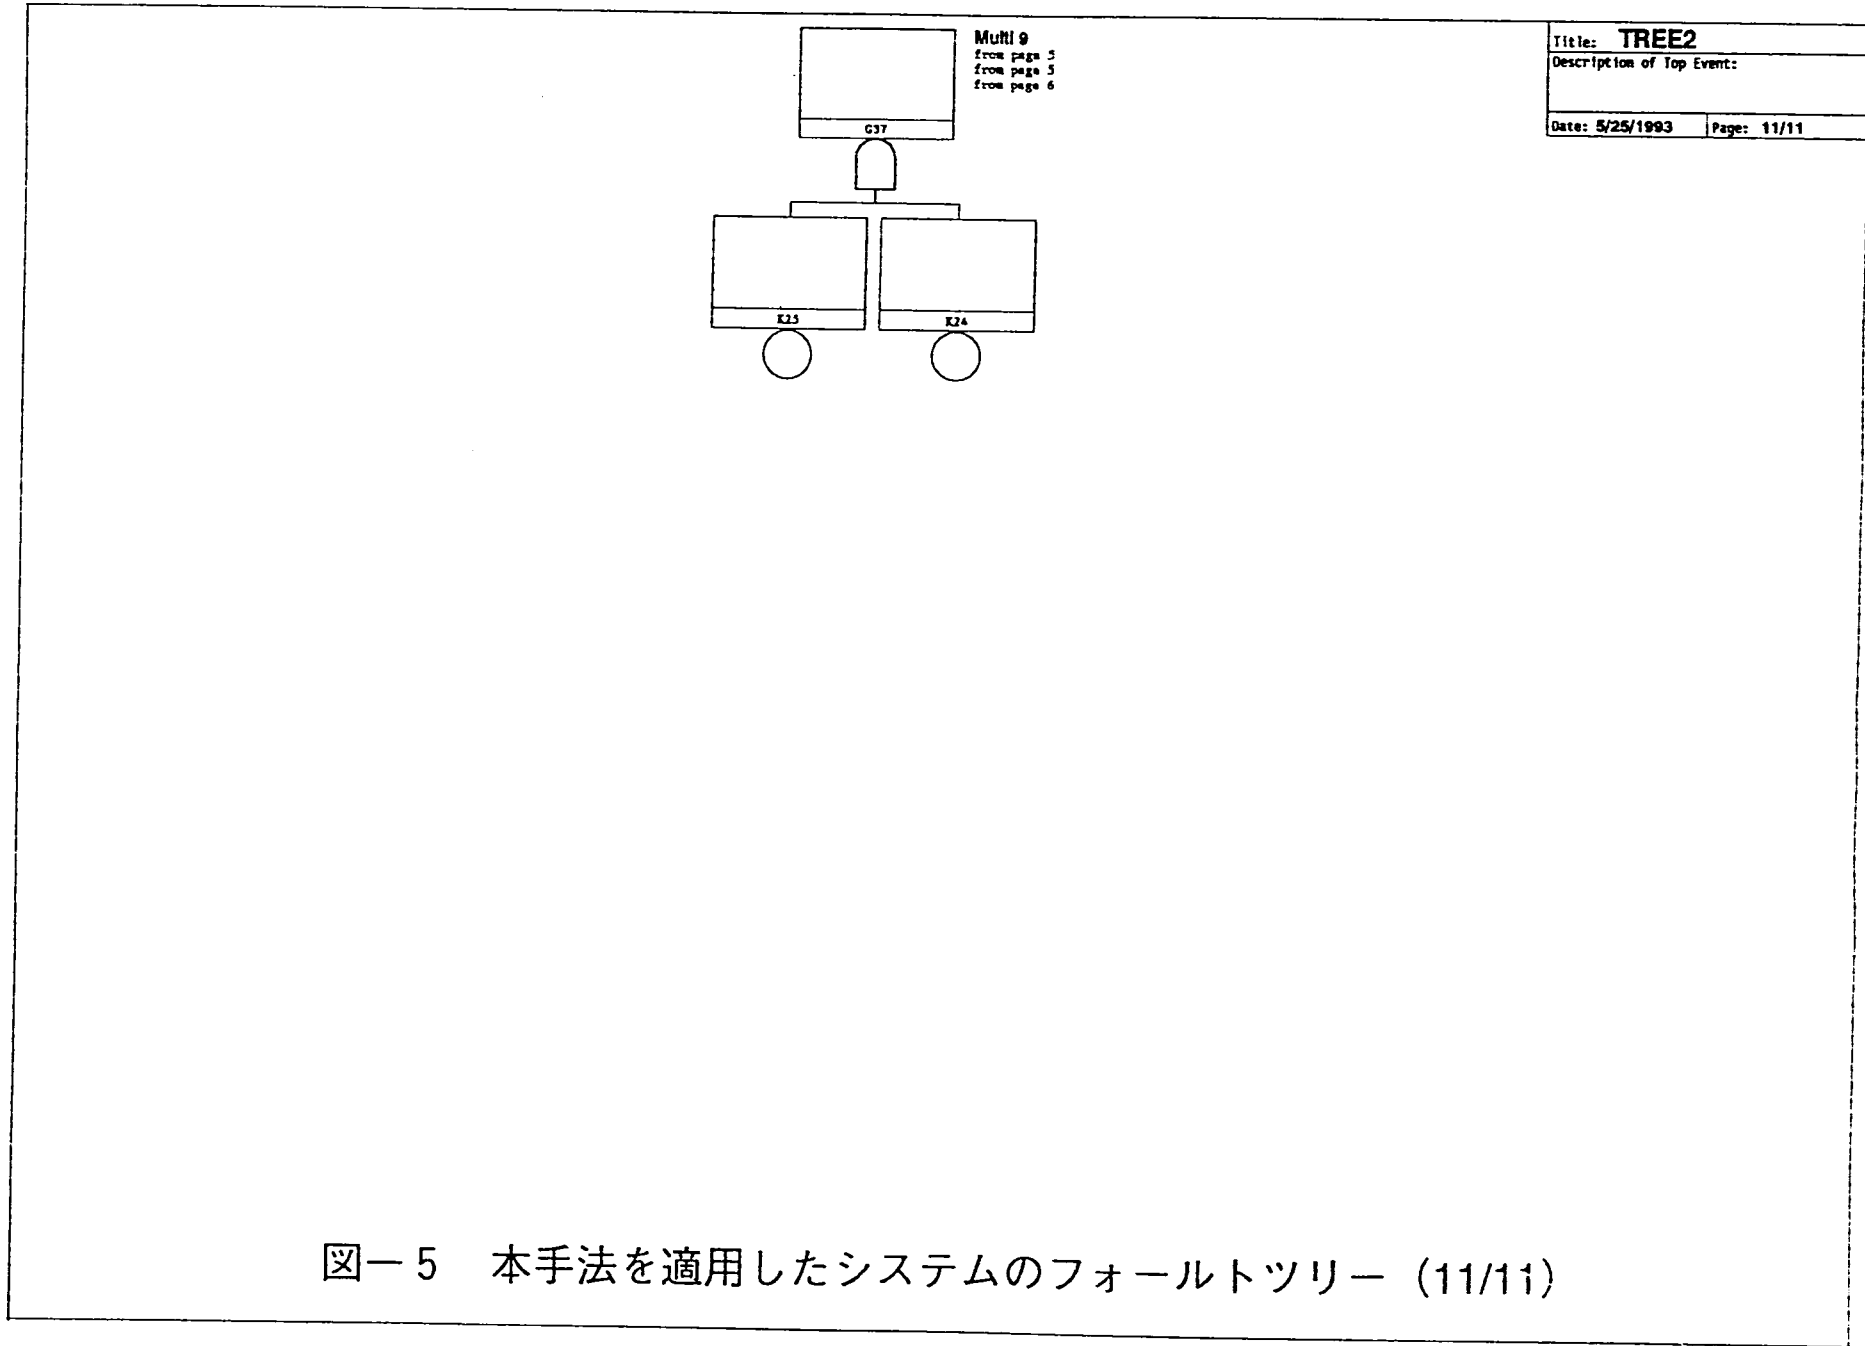 Multi 9
from page 5
from page 5
from page 6
G37
K25
K24
Title: TREE2
Description of Top Event:
Date: 5/25/1993 Page: 11/11
図－5 本手法を適用したシステムのフォールトツリー (11/11)